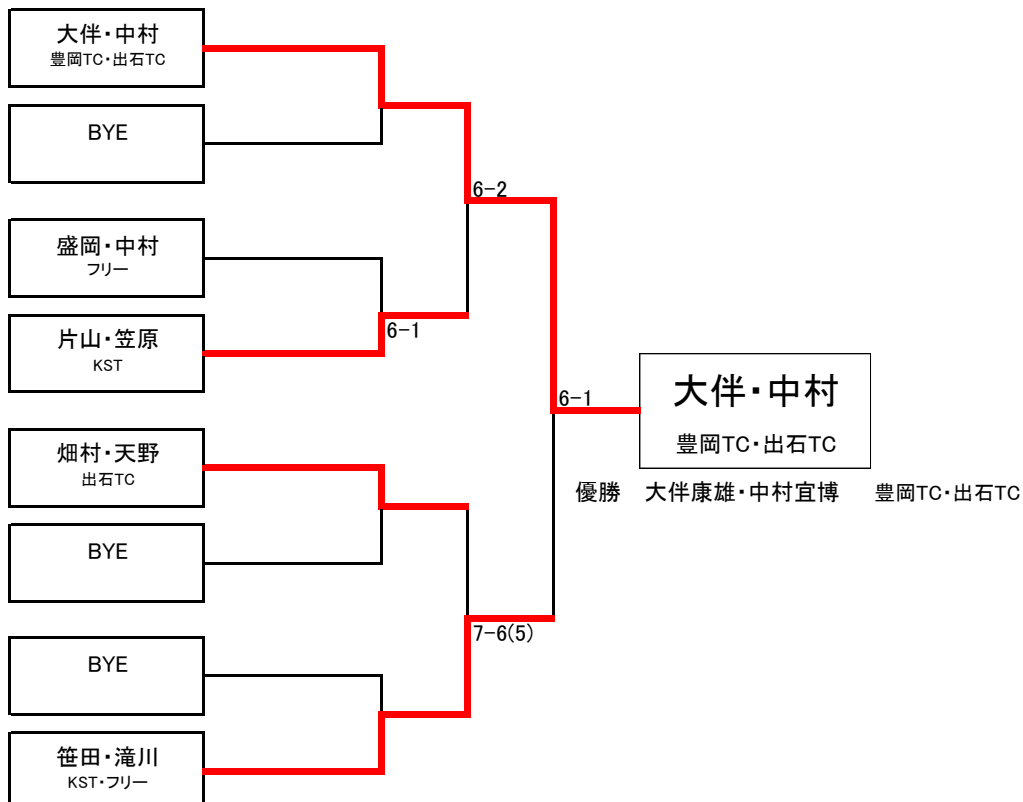 大伴・中村
豊岡TC・出石TC
BYE
6-2
盛岡・中村
フリー
6-1
片山・笠原
KST
6-1
大伴・中村
豊岡TC・出石TC
畑村・天野
出石TC
優勝 大伴康雄・中村宜博 豊岡TC・出石TC
BYE
7-6(5)
BYE
笹田・滝川
KST・フリー